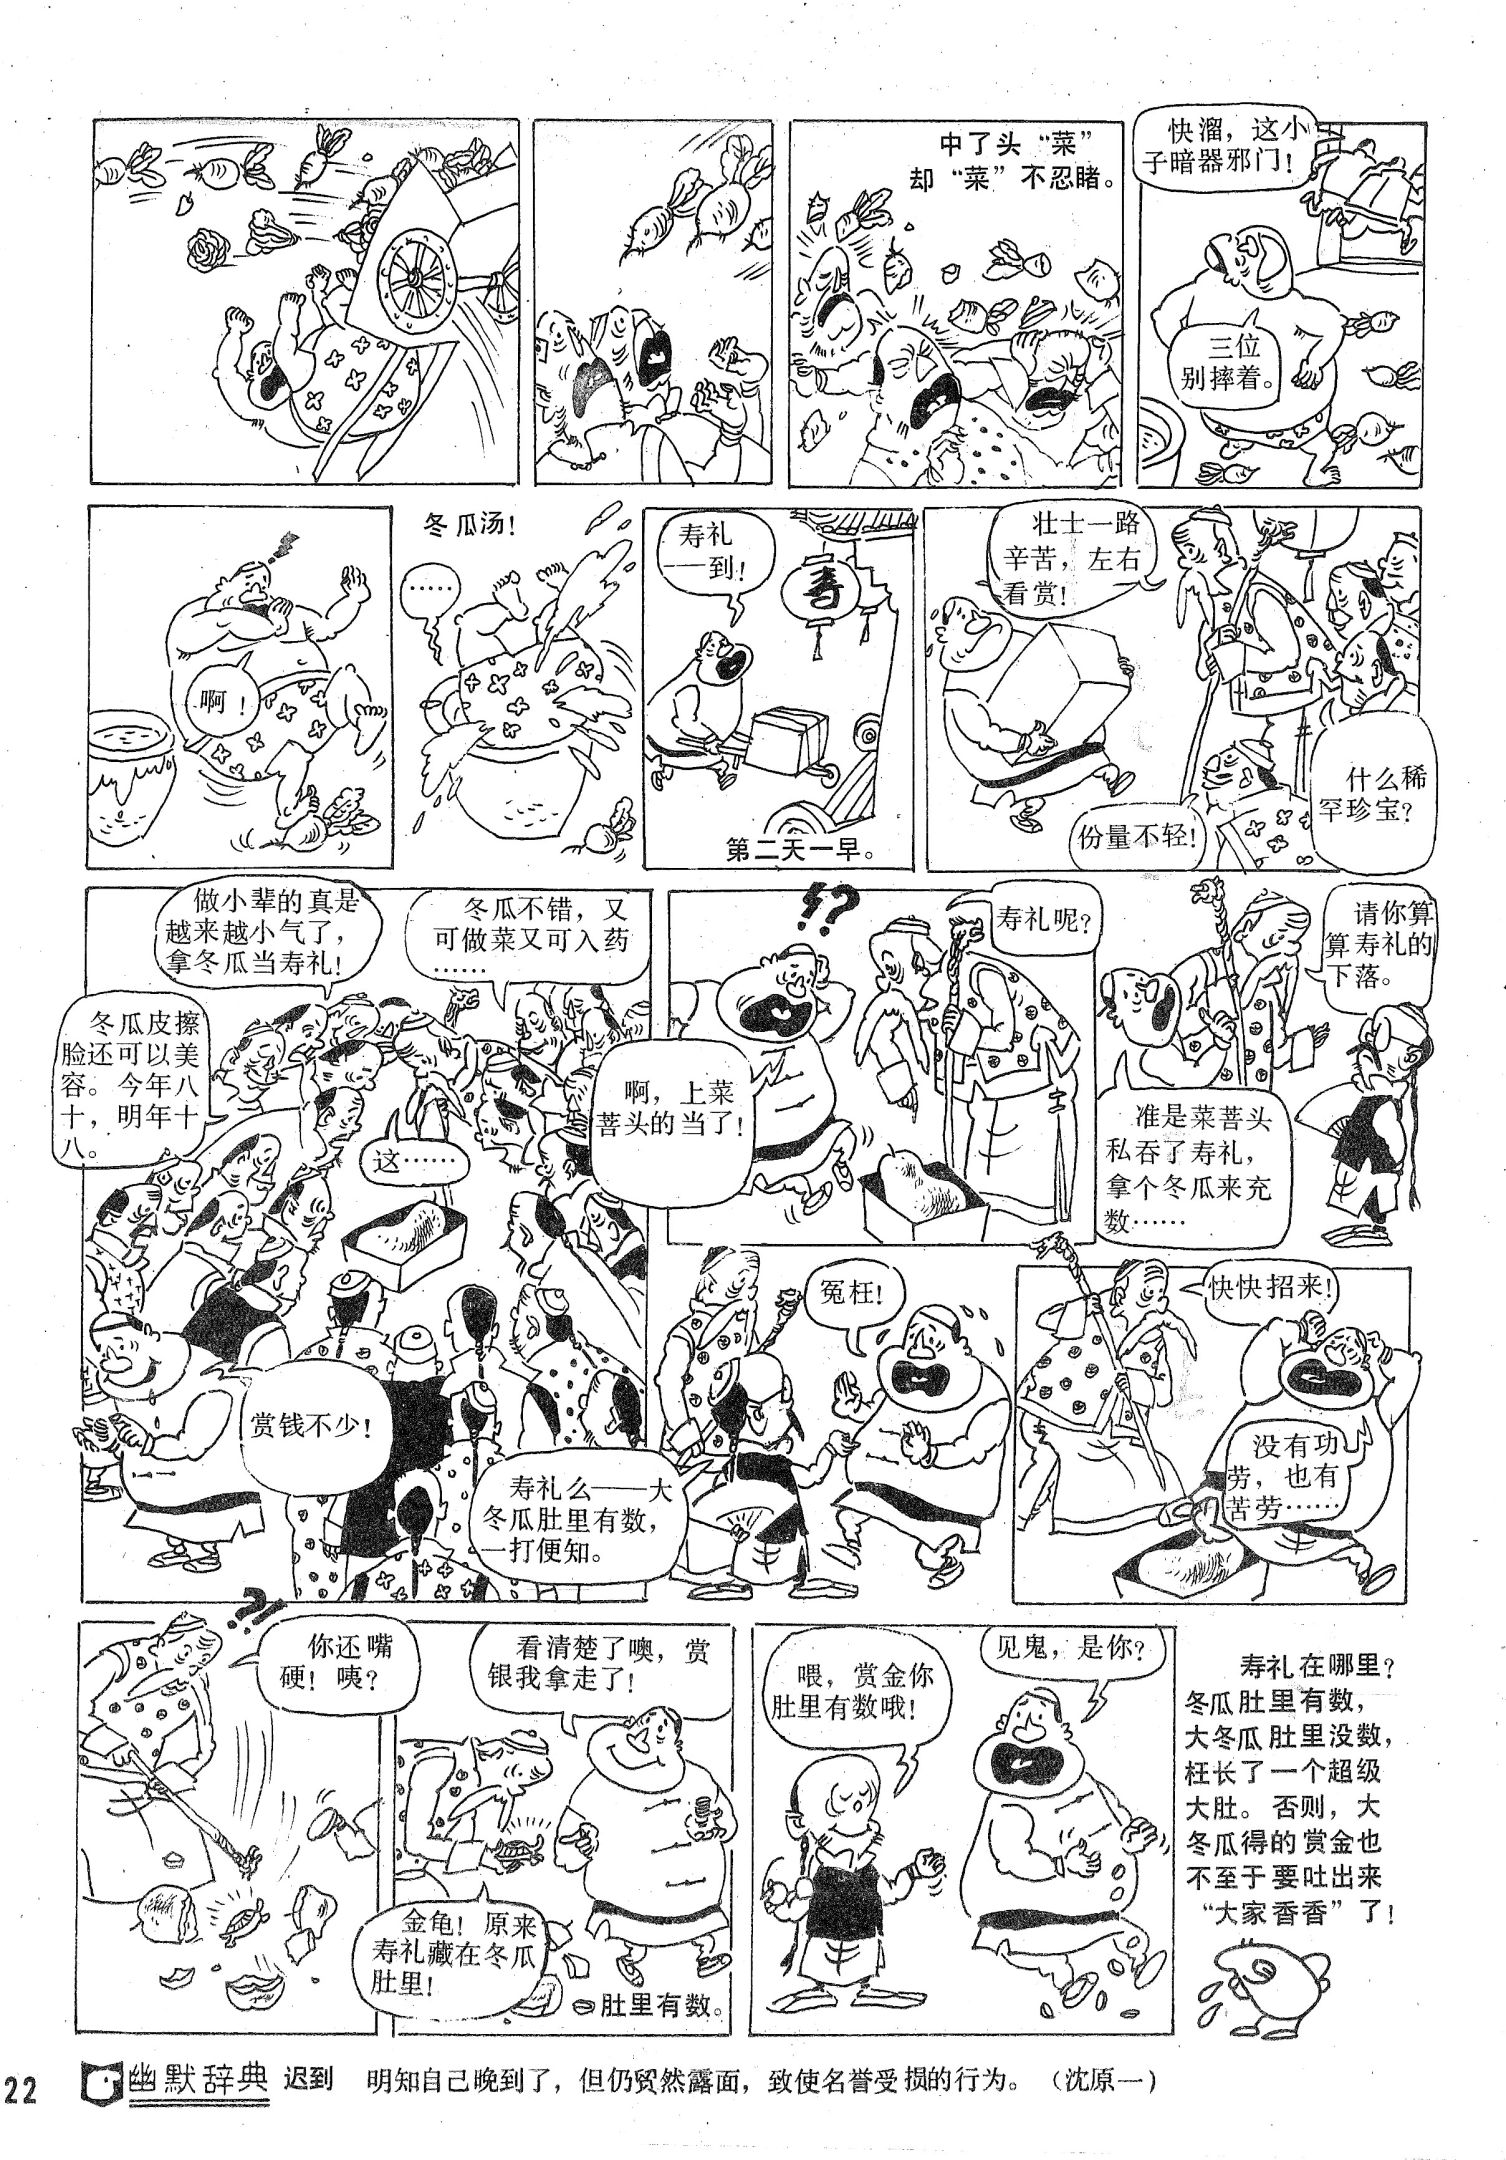 中了头“菜”
却“菜”不忍睹。
快溜，这小
子暗器邪门！
三位
别摔着。
啊！
冬瓜汤！
……
寿礼
——到！
寿
第二天一早。
壮士一路
辛苦，左右
看赏！
份量不轻！
什么稀
罕珍宝？
做小辈的真是
越来越小气了，
拿冬瓜当寿礼！
冬瓜不错，又
可做菜又可入药
……
冬瓜皮擦
脸还可以美
容。今年八
十，明年十
八。
这……
赏钱不少！
!?
寿礼呢？
啊，上菜
菩头的当了！
请你算
算寿礼的
下落。
准是菜菩头
私吞了寿礼，
拿个冬瓜来充
数……
寿礼么——大
冬瓜肚里有数，
一打便知。
冤枉！
快快招来！
没有功
劳，也有
苦劳……
?!
你还嘴
硬！咦？
看清楚了噢，赏
银我拿走了！
金龟！原来
寿礼藏在冬瓜
肚里！
肚里有数。
喂，赏金你
肚里有数哦！
见鬼，是你？
寿礼在哪里？
冬瓜肚里有数，
大冬瓜肚里没数，
枉长了一个超级
大肚。否则，大
冬瓜得的赏金也
不至于要吐出来
“大家香香”了！
22
幽默辞典 迟到 明知自己晚到了，但仍贸然露面，致使名誉受损的行为。（沈原一）